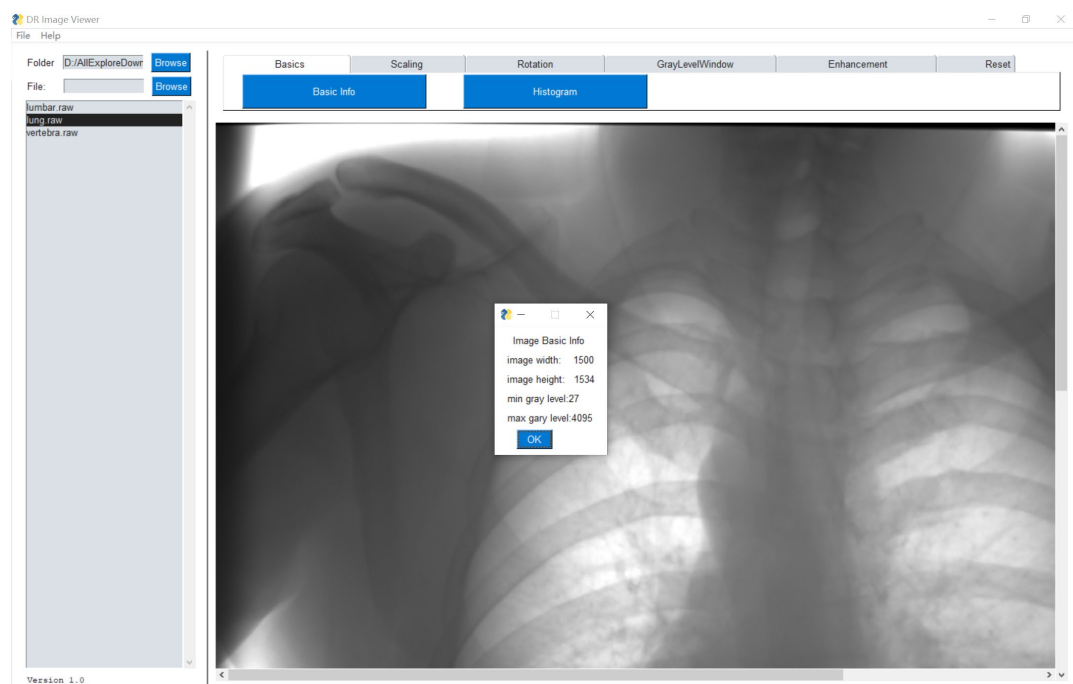 DR Image Viewer
File Help
Folder D:/AllExploreDown Browse
File: Browse
lumbar.raw
lung.raw
vertebra.raw
Version 1.0
Basics Scaling Rotation GrayLevelWindow Enhancement Reset
Basic Info Histogram
Image Basic Info
image width: 1500
image height: 1534
min gray level:27
max gary level:4095
OK